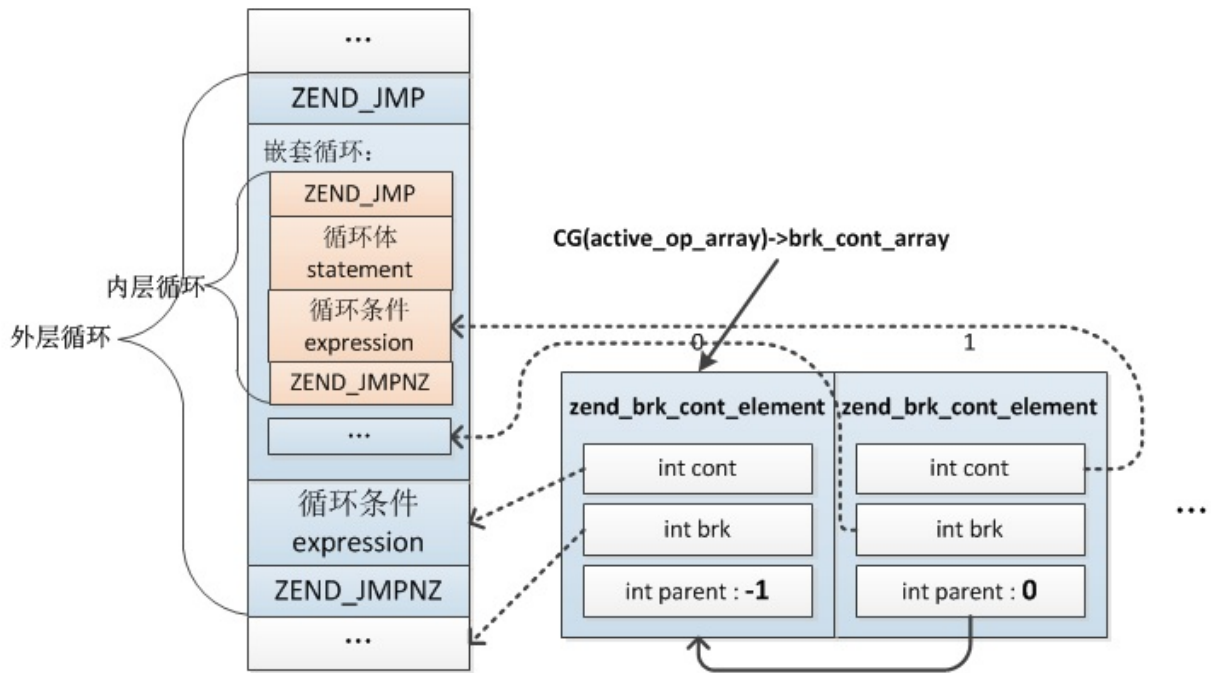 ...
ZEND_JMP
嵌套循环：
ZEND_JMP
循环体
statement
循环条件
expression
ZEND_JMPNZ
...
循环条件
expression
ZEND_JMPNZ
...
内层循环
外层循环
CG(active_op_array)->brk_cont_array
0
1
zend_brk_cont_element
int cont
int brk
int parent : -1
zend_brk_cont_element
int cont
int brk
int parent : 0
...